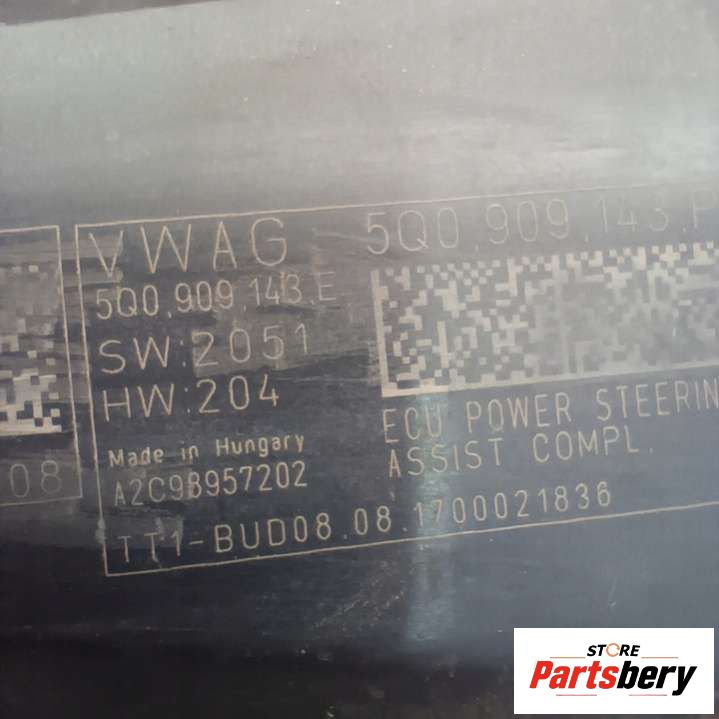 VWAG 5Q0.909.143.
5Q0.909.143.E
SW:2051
HW:204
Made in Hungary
A2C98957202
ECU POWER STEERIN
ASSIST COMPL.
TT1-BUD08.08.1700021836
08
STORE
Partsbery